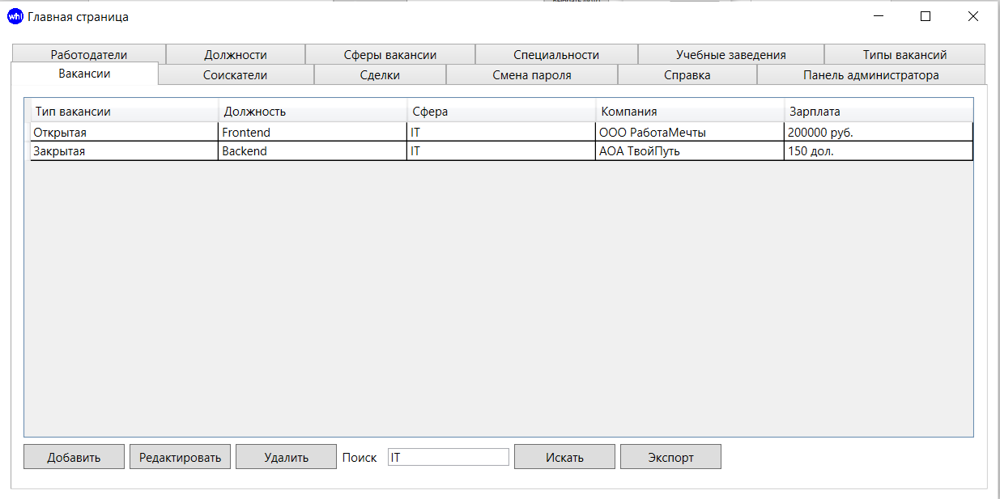 wh!
Главная страница
Работодатели Должности Сферы вакансии Специальности Учебные заведения Типы вакансий
Вакансии Соискатели Сделки Смена пароля Справка Панель администратора
Тип вакансии Должность Сфера Компания Зарплата
Открытая Frontend IT ООО РаботаМечты 200000 руб.
Закрытая Backend IT АОА ТвойПуть 150 дол.
Добавить Редактировать Удалить Поиск IT Искать Экспорт